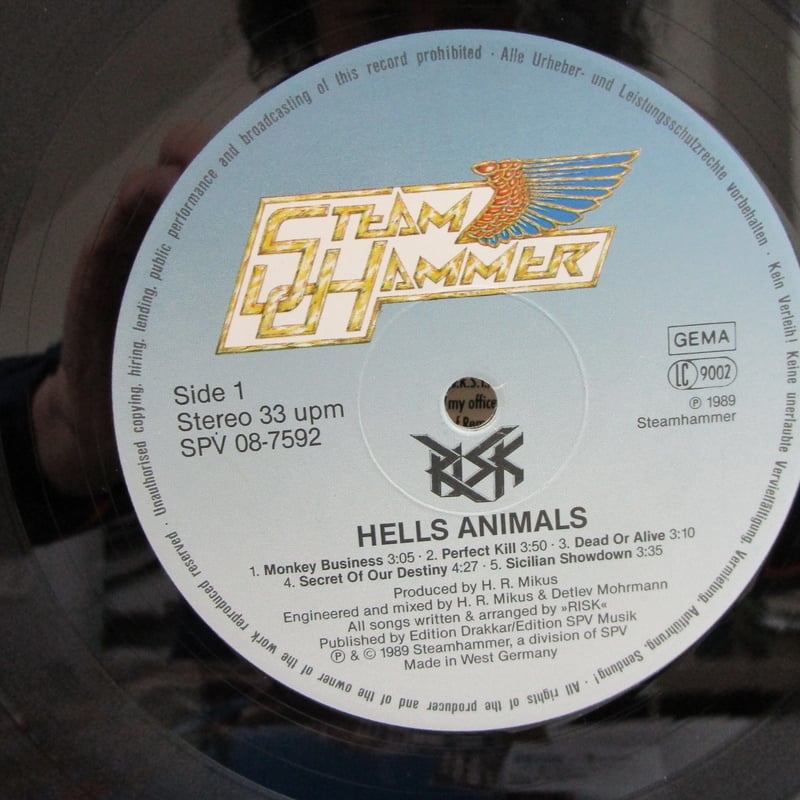 Unauthorised copying, hiring, lending, public performance and broadcasting of this record prohibited · Alle Urheber- und Leistungsschutzrechte vorbehalten · Kein Verleih! Keine unerlaubte Vervielfältigung, Vermietung, Aufführung, Sendung! · All rights of the producer and of the owner of the work reproduced reserved ·
STEAM
HAMMER
GEMA
LC 9002
℗ 1989
Steamhammer
Side 1
Stereo 33 upm
SPV 08-7592
my office
RISK
HELLS ANIMALS
1. Monkey Business 3:05 · 2. Perfect Kill 3:50 · 3. Dead Or Alive 3:10
4. Secret Of Our Destiny 4:27 · 5. Sicilian Showdown 3:35
Produced by H. R. Mikus
Engineered and mixed by H. R. Mikus & Detlev Mohrmann
All songs written & arranged by »RISK«
Published by Edition Drakkar/Edition SPV Musik
℗ & © 1989 Steamhammer, a division of SPV
Made in West Germany